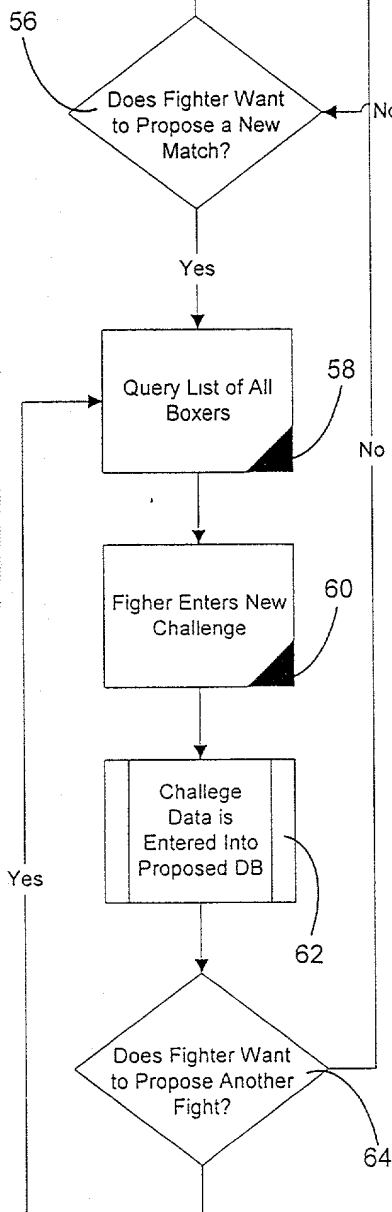 56
Does Fighter Want
to Propose a New
Match?
No
Yes
Query List of All
Boxers
58
No
Figher Enters New
Challenge
60
Challege
Data is
Entered Into
Proposed DB
Yes
62
Does Fighter Want
to Propose Another
Fight?
64